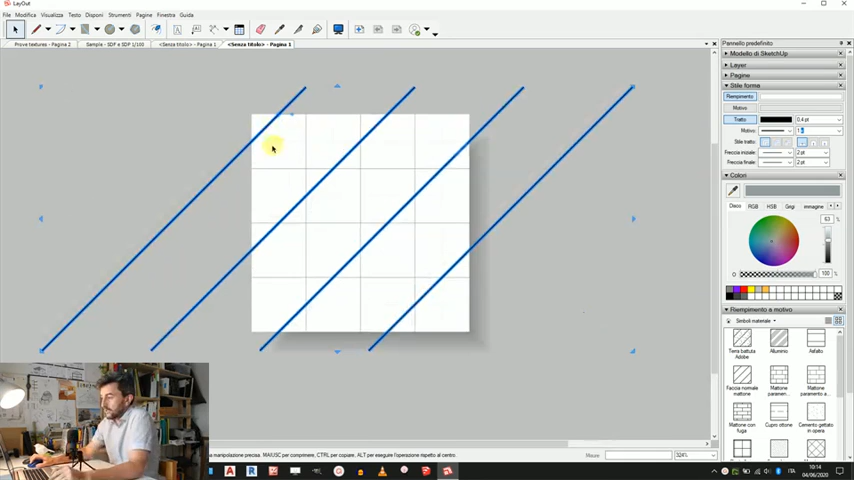 LayOut
File Modifica Visualizza Testo Disponi Strumenti Pagine Finestra Guida
Prove textures - Pagina 2
Sample - SDF e SDF 1/100
<Senza titolo> - Pagina 1
<Senza titolo> - Pagina 1
Pannello predefinito
Modello di SketchUp
Layer
Pagine
Stile forma
Riempimento
Motivo
Tratto
0,4 pt
Motivo:
Stile tratto:
Freccia iniziale:
2 pt
Freccia finale:
2 pt
Colori
Disco RGB HSB Grigi Immagine
63
100
Riempimento a motivo
Simboli materiale
Terra battuta Adobe
Alluminio
Asfalto
Faccia normale mattone
Mattone paramen...
Mattone paramento a...
Mattone con fuga
Cupro ottone
Cemento gettato in opera
a manipolazione precisa. MAIUSC per comprimere, CTRL per copiare, ALT per eseguire l'operazione rispetto al centro.
Misure
324%
ITA
10:14
04/06/2020